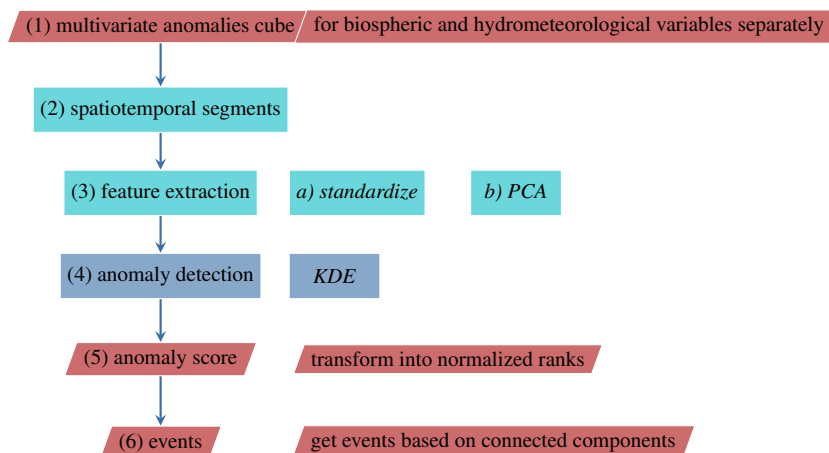 (1) multivariate anomalies cube for biospheric and hydrometeorological variables separately
(2) spatiotemporal segments
(3) feature extraction a) standardize b) PCA
(4) anomaly detection KDE
(5) anomaly score transform into normalized ranks
(6) events get events based on connected components